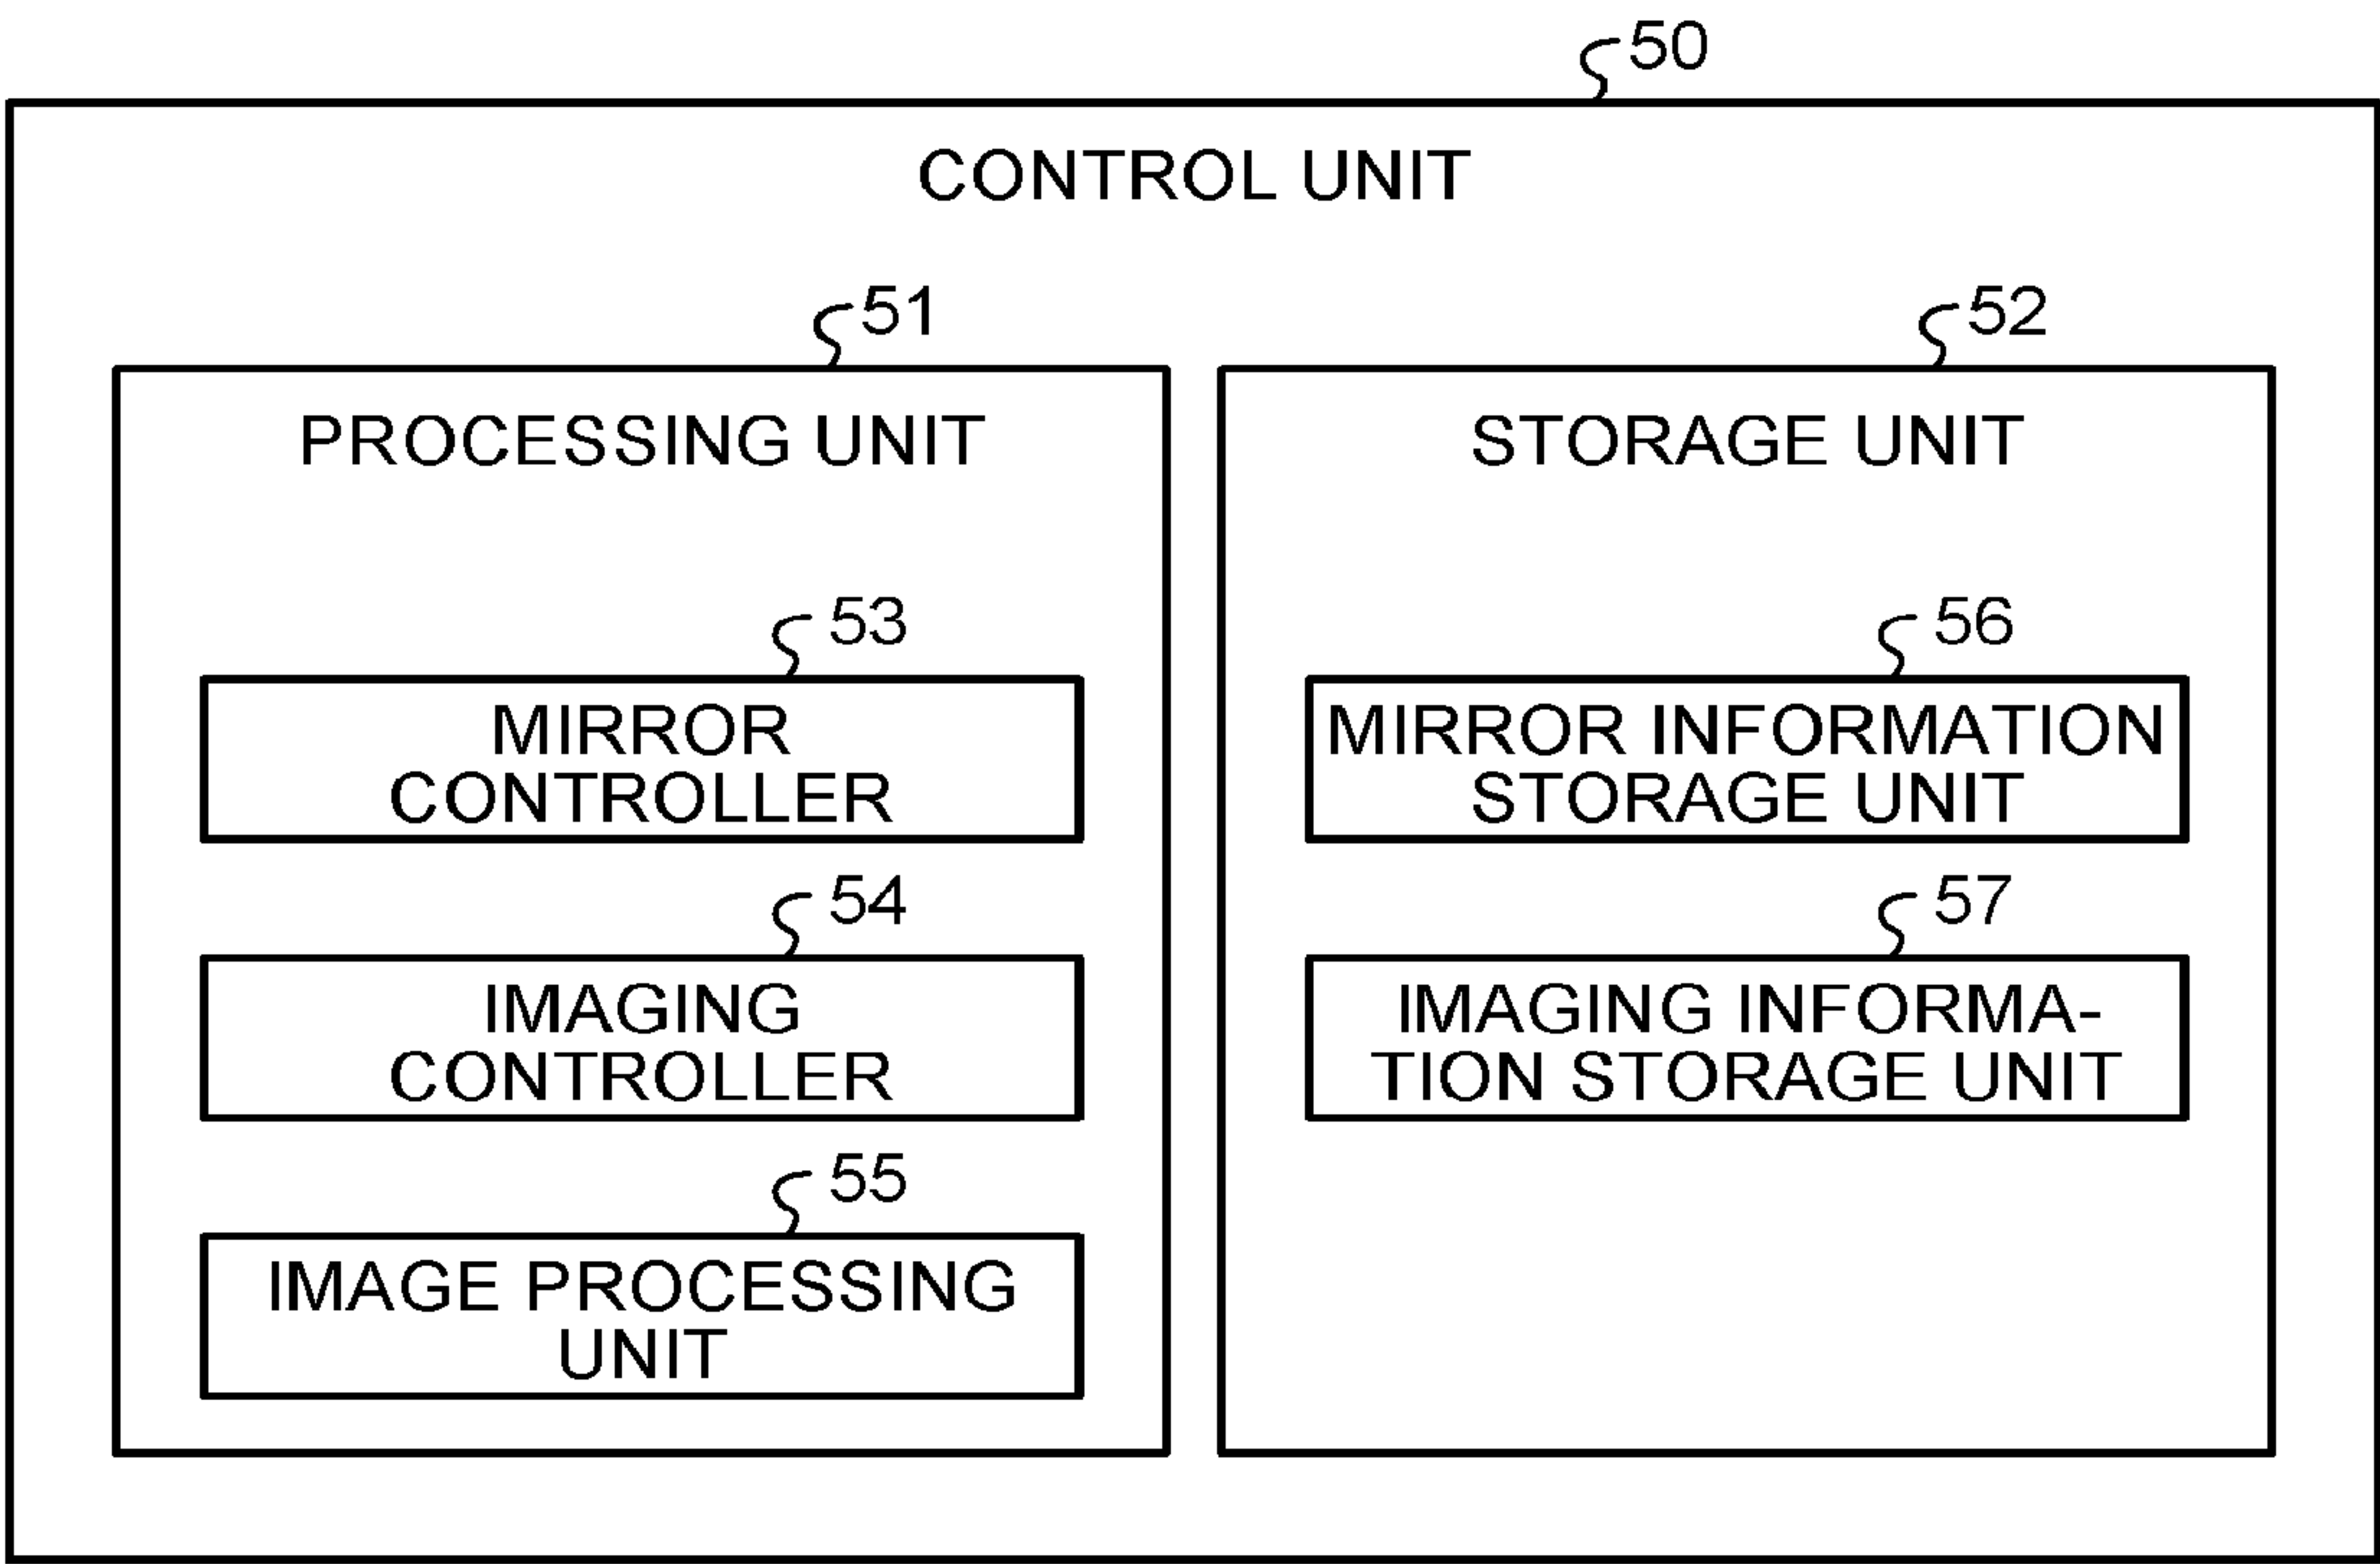 50
CONTROL UNIT
51
PROCESSING UNIT
53
MIRROR
CONTROLLER
54
IMAGING
CONTROLLER
55
IMAGE PROCESSING
UNIT
52
STORAGE UNIT
56
MIRROR INFORMATION
STORAGE UNIT
57
IMAGING INFORMA-
TION STORAGE UNIT